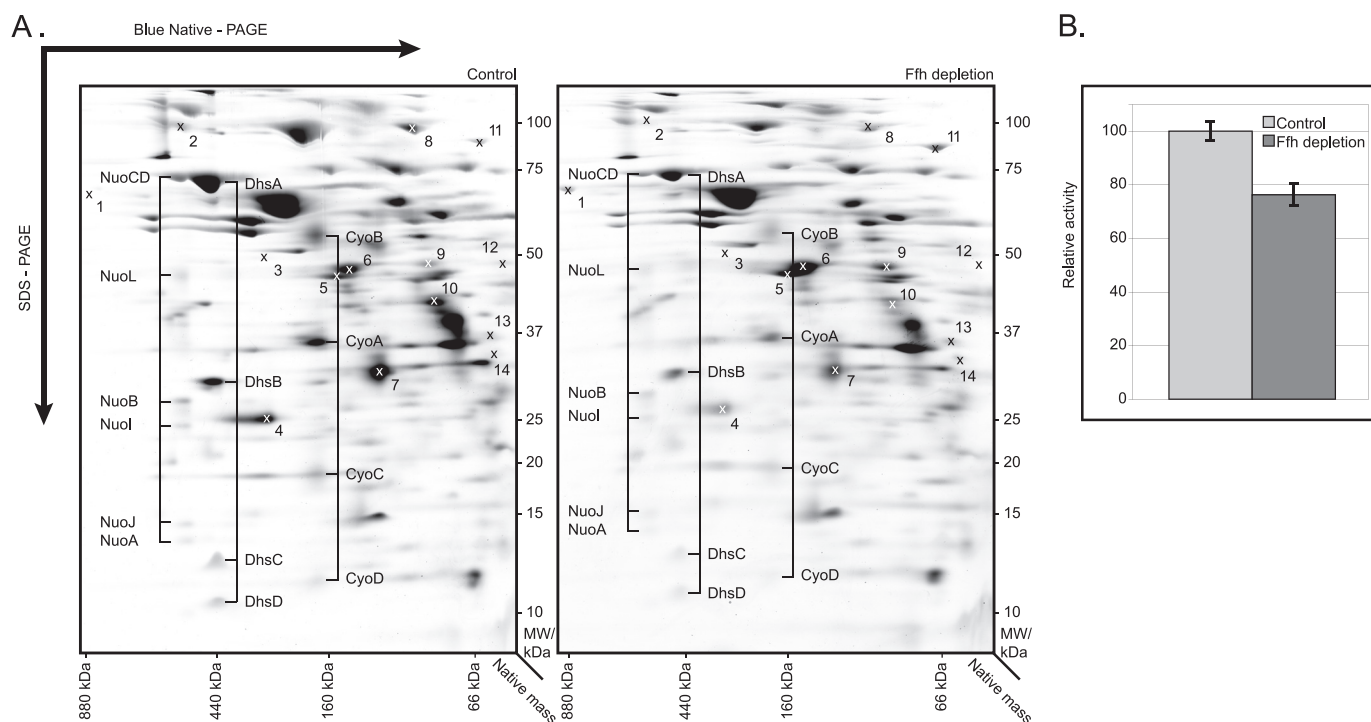 A.
Blue Native - PAGE
SDS - PAGE
Control
NuoCD
NuoL
NuoB
NuoI
NuoJ
NuoA
DhsA
DhsB
DhsC
DhsD
CyoB
CyoA
CyoC
CyoD
x 1
x 2
x 3
x 4
x 5
x 6
x 7
x 8
x 9
x 10
x 11
x 12
x 13
x 14
100
75
50
37
25
20
15
10
MW/
kDa
880 kDa
440 kDa
160 kDa
66 kDa
Native mass
Ffh depletion
DhsA
DhsB
DhsC
DhsD
CyoB
CyoA
CyoC
CyoD
NuoCD
NuoL
NuoB
NuoI
NuoJ
NuoA
x 1
x 2
x 3
x 4
x 5
x 6
x 7
x 8
x 9
x 10
x 11
x 12
x 13
x 14
100
75
50
37
25
20
15
10
MW/
kDa
880 kDa
440 kDa
160 kDa
66 kDa
Native mass
B.
Relative activity
100
80
60
40
20
0
Control
Ffh depletion